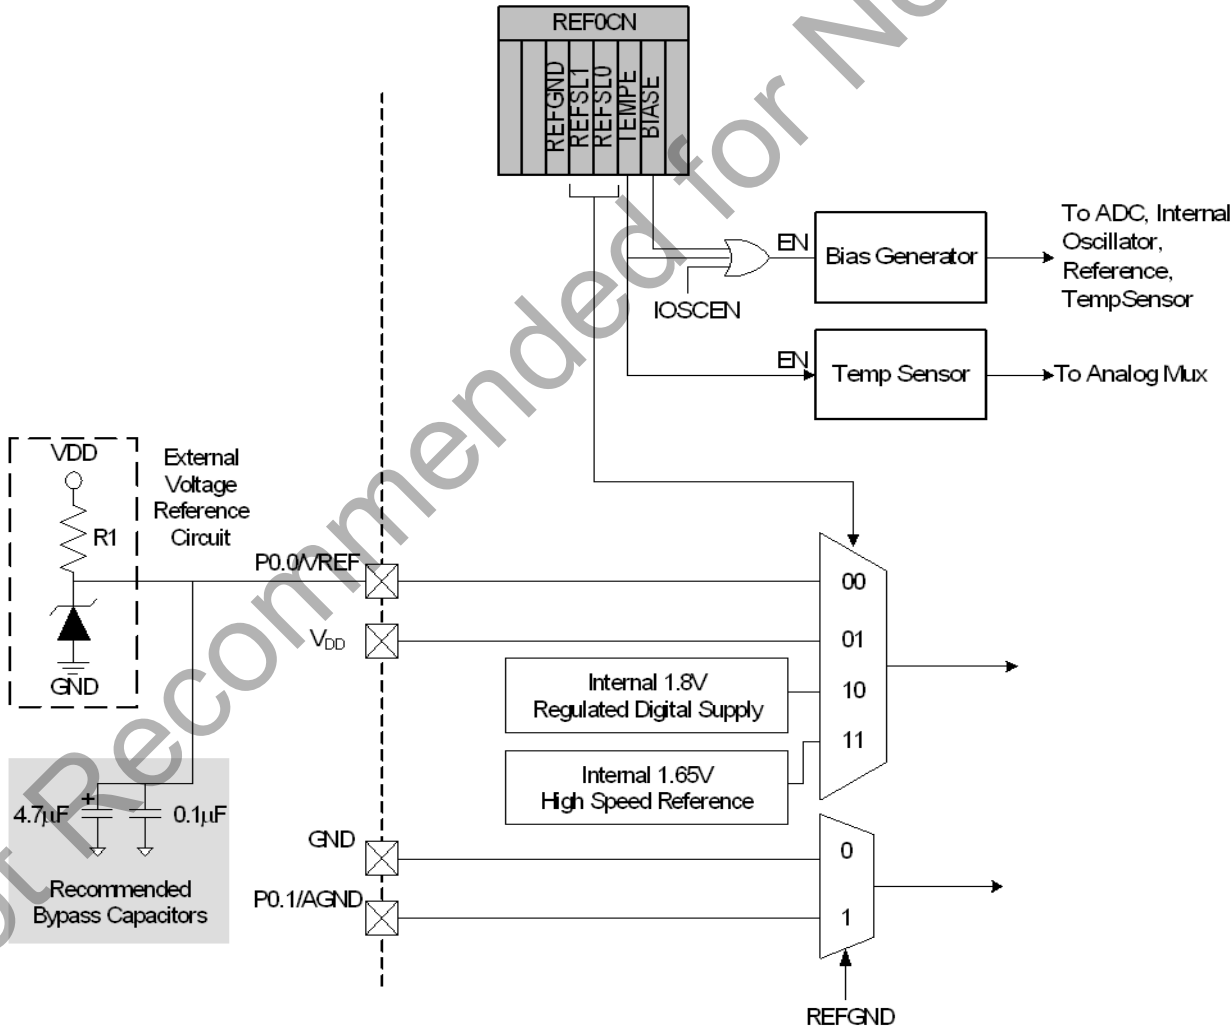 REF0CN
REFGND
REFSL1
REFSL0
TEMPE
BIASE
EN
Bias Generator
To ADC, Internal
Oscillator,
Reference,
TempSensor
IOSCEN
EN
Temp Sensor
To Analog Mux
VDD
R1
GND
External
Voltage
Reference
Circuit
P0.0/VREF
00
VDD
01
Internal 1.8V
Regulated Digital Supply
10
Internal 1.65V
High Speed Reference
11
4.7µF
+
0.1µF
Recommended
Bypass Capacitors
GND
0
P0.1/AGND
1
REFGND
Recommended for